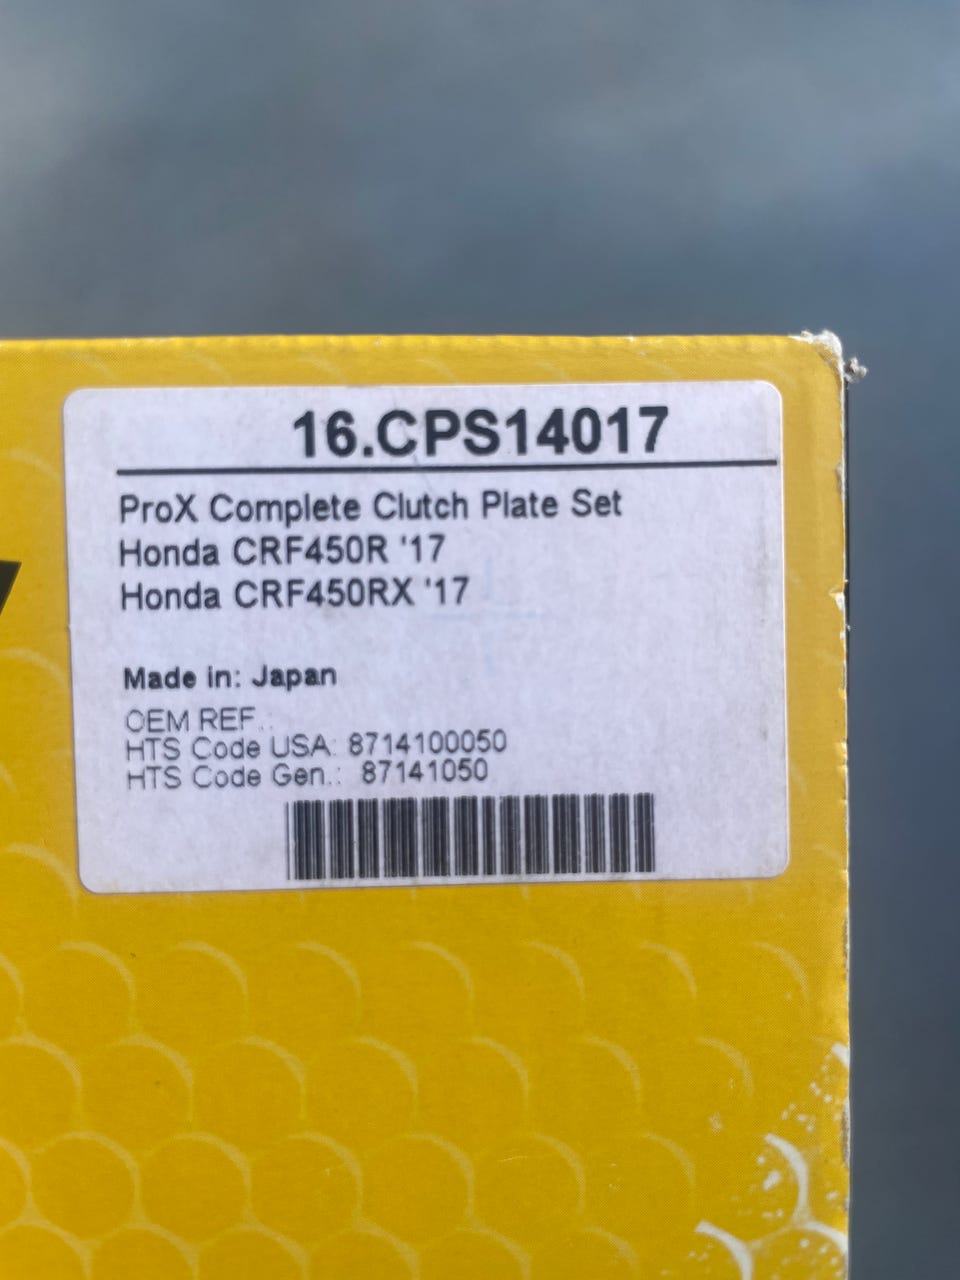 16.CPS14017
ProX Complete Clutch Plate Set
Honda CRF450R '17
Honda CRF450RX '17
Made in: Japan
OEM REF.:
HTS Code USA: 8714100050
HTS Code Gen.: 87141050